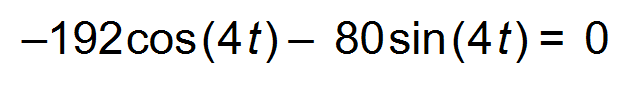 –192cos(4t) – 80sin(4t) = 0